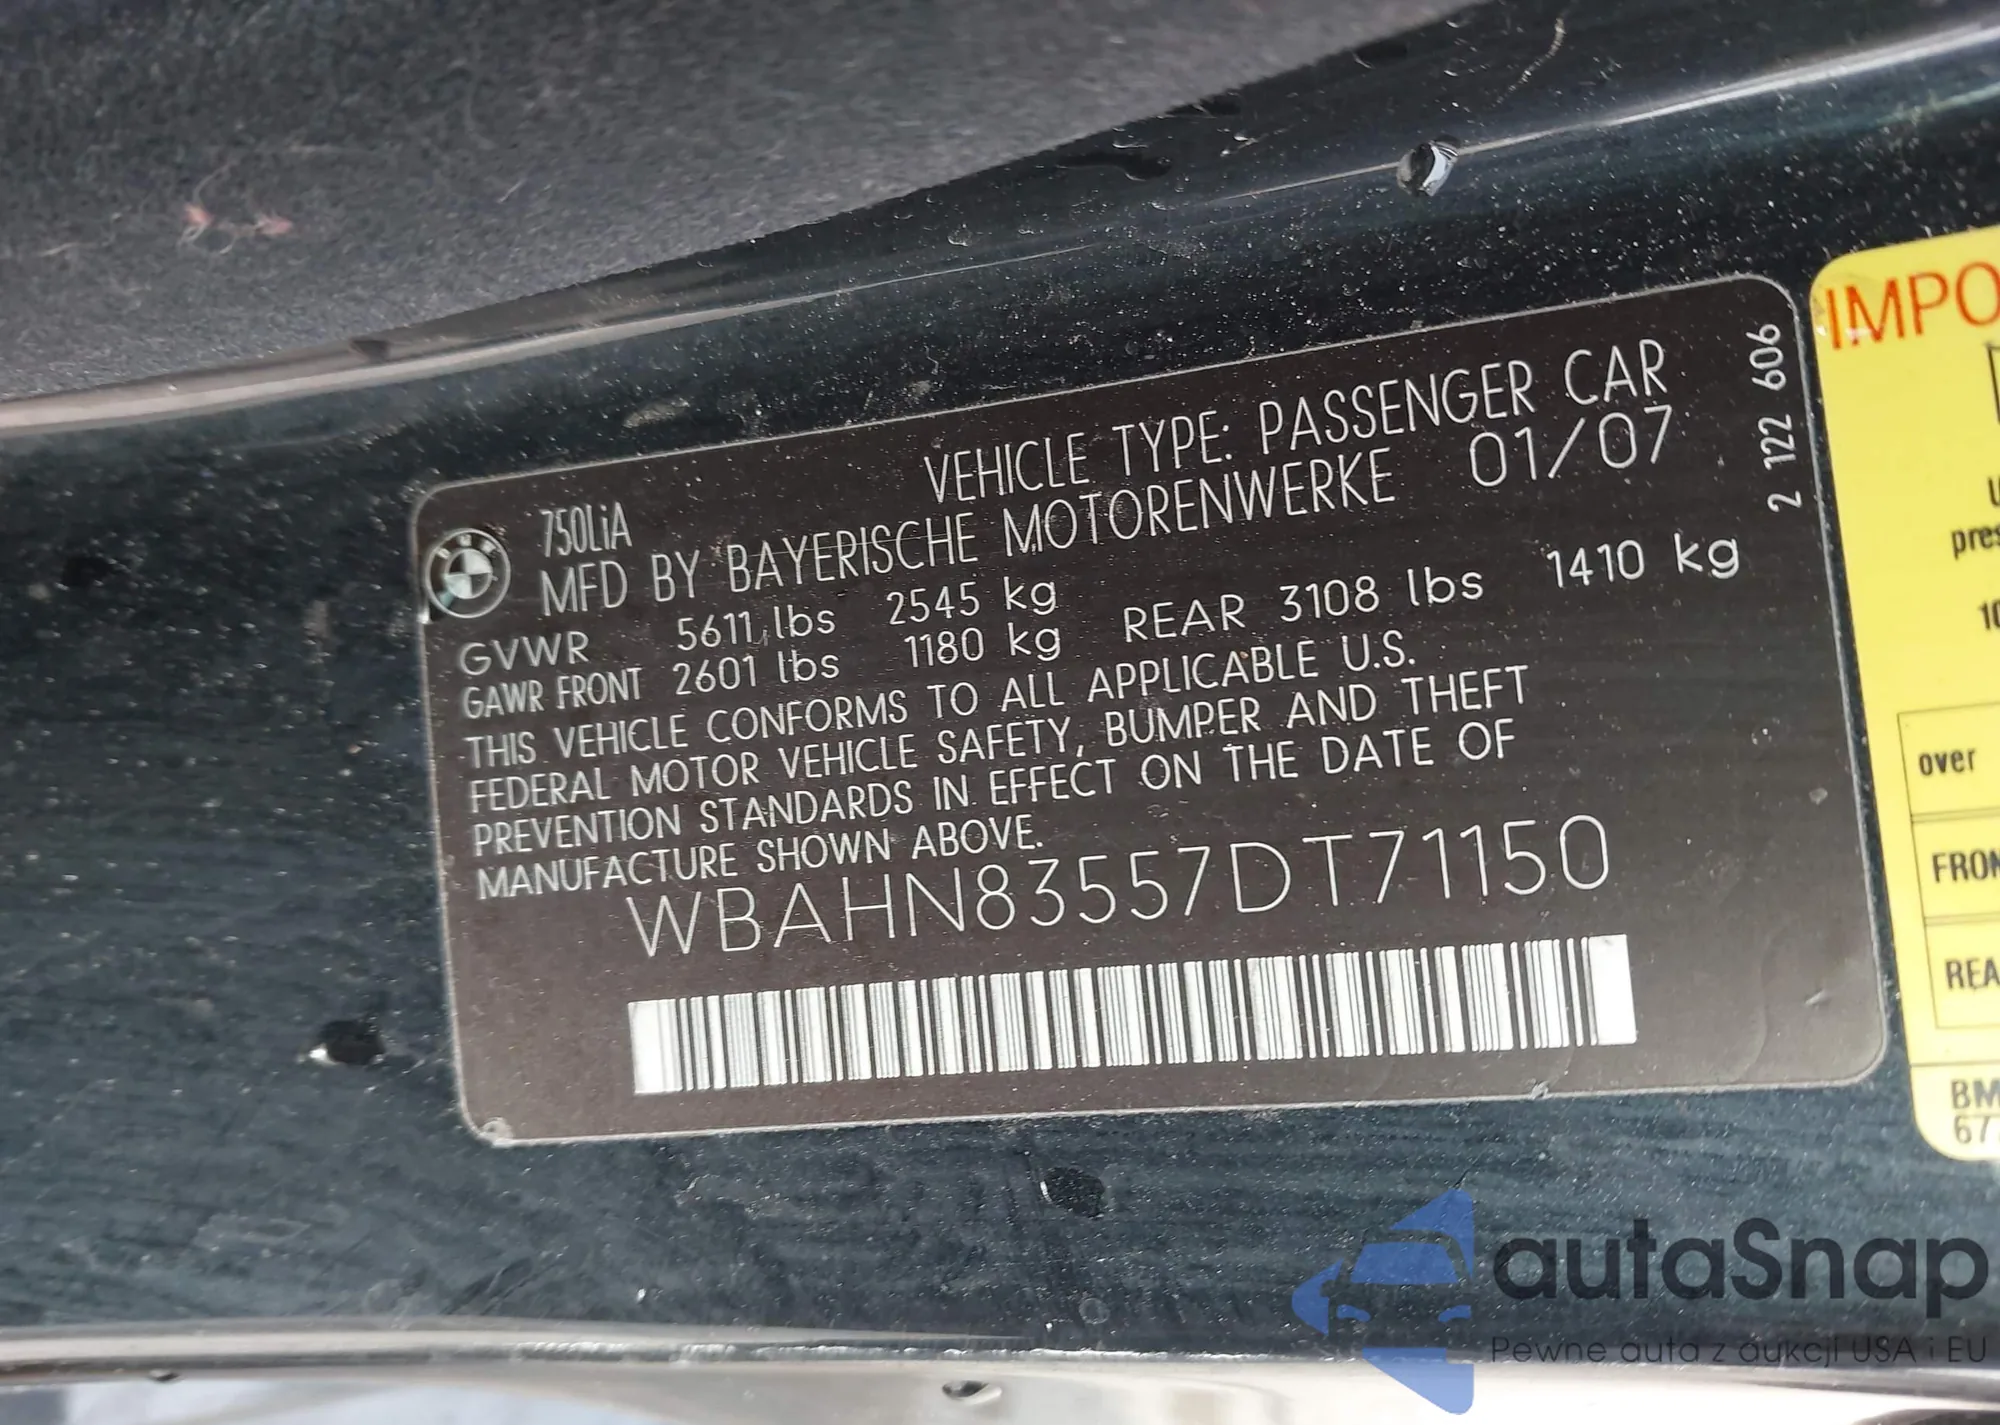 750LiA
VEHICLE TYPE: PASSENGER CAR
MFD BY BAYERISCHE MOTORENWERKE 01/07
GVWR 5611 lbs 2545 kg
GAWR FRONT 2601 lbs 1180 kg REAR 3108 lbs 1410 kg
THIS VEHICLE CONFORMS TO ALL APPLICABLE U.S.
FEDERAL MOTOR VEHICLE SAFETY, BUMPER AND THEFT
PREVENTION STANDARDS IN EFFECT ON THE DATE OF
MANUFACTURE SHOWN ABOVE.
WBAHN83557DT71150
2 122 606
over
autaSnap
Pewne auta z aukcji USA i EU